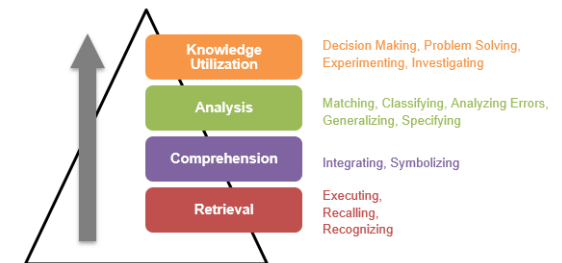 Knowledge
Utilization
Decision Making, Problem Solving,
Experimenting, Investigating
Analysis
Matching, Classifying, Analyzing Errors,
Generalizing, Specifying
Comprehension
Integrating, Symbolizing
Retrieval
Executing,
Recalling,
Recognizing